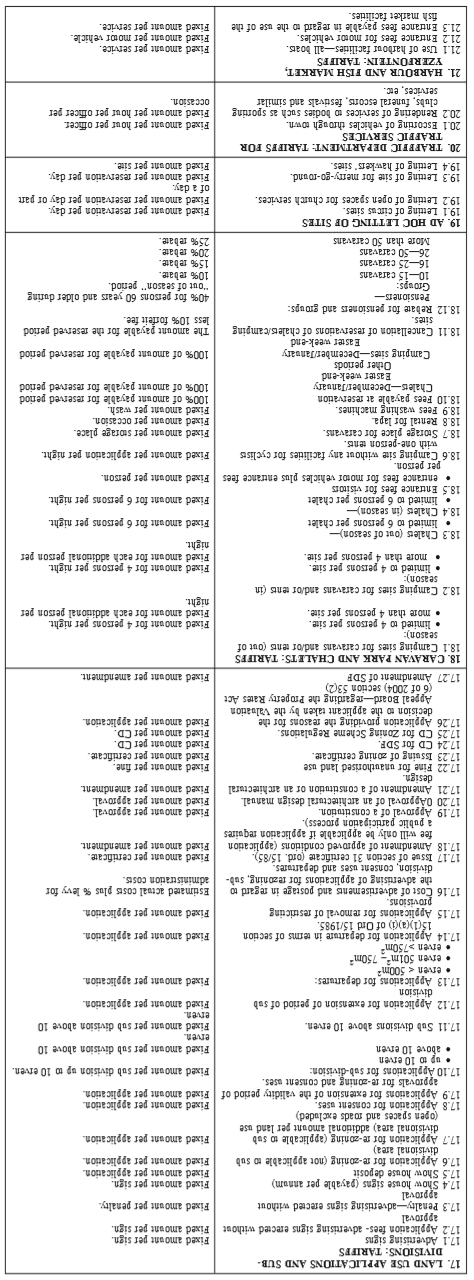 17. LAND USE APPLICATIONS AND SUB-
DIVISIONS: TARIFFS
17.1 Advertising signs Fixed amount per sign.
17.2 Application fees- advertising signs erected without Fixed amount per sign.
approval
17.3 Penalty—advertising signs erected without Fixed amount per penalty.
approval
17.4 Show house signs (payable per annum) Fixed amount per sign.
17.5 Show house deposit Fixed amount per application.
17.6 Application for re-zoning (not applicable to sub Fixed amount per application.
divisional area)
17.7 Application for re-zoning (applicable to sub Fixed amount per application.
divisional area) additional amount per land use
(open spaces and roads excluded)
17.8 Application for consent uses. Fixed amount per application.
17.9 Applications for extension of the validity period of Fixed amount per application.
approvals for re-zoning and consent uses.
17.10 Applications for sub-division: Fixed amount per sub division up to 10 erven.
• up to 10 erven
• above 10 erven Fixed amount per sub division above 10
erven.
17.11 Sub divisions above 10 erven. Fixed amount per sub division above 10
erven.
17.12 Application for extension of period of sub Fixed amount per application.
division
17.13 Application for departures: Fixed amount per application.
• erven < 500m²
• erven 501m²– 750m²
• erven >750m²
17.14 Application for departure in terms of section Fixed amount per application.
15(1)(a)(i) of Ord 15/1985.
17.15 Applications for removal of restricting Fixed amount per application.
provisions.
17.16 Cost of advertisements and postage in regard to Estimated actual costs plus % levy for
the advertising of applications for rezoning, sub- administration costs.
division, consent uses and departures.
17.17 Issue of section 31 certificate (ord. 15/85). Fixed amount per certificate.
17.18 Amendment of approved conditions (application Fixed amount per amendment.
fee will only be applicable if application requires
a public participation process).
17.19 Approval of a constitution. Fixed amount per approval.
17.20 0Approval of an architectural design manual. Fixed amount per approval.
17.21 Amendment of a constitution or an architectural Fixed amount per amendment.
design.
17.22 Fine for unauthorised land use Fixed amount per fine.
17.23 Issuing of zoning certificate. Fixed amount per certificate.
17.24 CD for SDP. Fixed amount per CD.
17.25 CD for Zoning Scheme Regulations. Fixed amount per CD.
17.26 Application providing the reasons for the Fixed amount per application.
decision to the applicant taken by the Valuation
Appeal Board—regarding the Property Rates Act
(6 of 2004) section 53(2)
17.27 Amendment of SDP Fixed amount per amendment.
18. CARAVAN PARK AND CHALETS: TARIFFS
18.1 Camping sites for caravans and/or tents (out of
season):
• limited to 4 persons per site. Fixed amount for 4 persons per night.
• more than 4 persons per site. Fixed amount for each additional person per
night.
18.2 Camping sites for caravans and/or tents (in
season):
• limited to 4 persons per site. Fixed amount for 4 persons per night.
• more than 4 persons per site. Fixed amount for each additional person per
night.
18.3 Chalets (out of season)—
• limited to 6 persons per chalet Fixed amount for 6 persons per night.
18.4 Chalets (in season)—
• limited to 6 persons per chalet Fixed amount for 6 persons per night.
18.5 Entrance fees for visitors
• entrance fees for motor vehicles plus entrance fees Fixed amount per person.
per person.
18.6 Camping site without any facilities for cyclists Fixed amount per application per night.
with one-person tents.
18.7 Storage place for caravans. Fixed amount per storage place.
18.8 Rental for lapa. Fixed amount per occasion.
18.9 Fees washing machines. Fixed amount per wash.
18.10 Fees payable at reservation 100% of amount payable for reserved period
Chalets—December/January 100% of amount payable for reserved period
Easter week-end
Other periods
Camping sites—December/January 100% of amount payable for reserved period
Easter week-end
18.11 Cancellation of reservations of chalets/camping The amount payable for the reserved period
sites. less 10% forfeit fee.
18.12 Rebate for pensioners and groups:
Pensioners— 40% for persons 60 years and older during
"out of season" period.
Groups:
10—15 caravans 10% rebate.
16—25 caravans 15% rebate.
26—50 caravans 20% rebate.
More than 50 caravans 25% rebate.
19. AD HOC LETTING OF SITES
19.1 Letting of circus sites. Fixed amount per reservation per day.
19.2 Letting of open spaces for church services. Fixed amount per reservation per day or part
of a day.
19.3 Letting of site for merry-go-round. Fixed amount per reservation per day.
19.4 Letting of hawkers' sites. Fixed amount per site.
20. TRAFFIC DEPARTMENT: TARIFFS FOR
TRAFFIC SERVICES
20.1 Escorting of vehicles through town. Fixed amount per hour per officer.
20.2 Rendering of services to bodies such as sporting Fixed amount per hour per officer per
clubs, funeral escorts, festivals and similar occasion.
services, etc.
21. HARBOUR AND FISH MARKET,
YZERFONTEIN: TARIFFS
21.1 Use of harbour facilities—all boats. Fixed amount per service.
21.2 Entrance fees for motor vehicles. Fixed amount per motor vehicle.
21.3 Entrance fees payable in regard to the use of the Fixed amount per service.
fish market facilities.